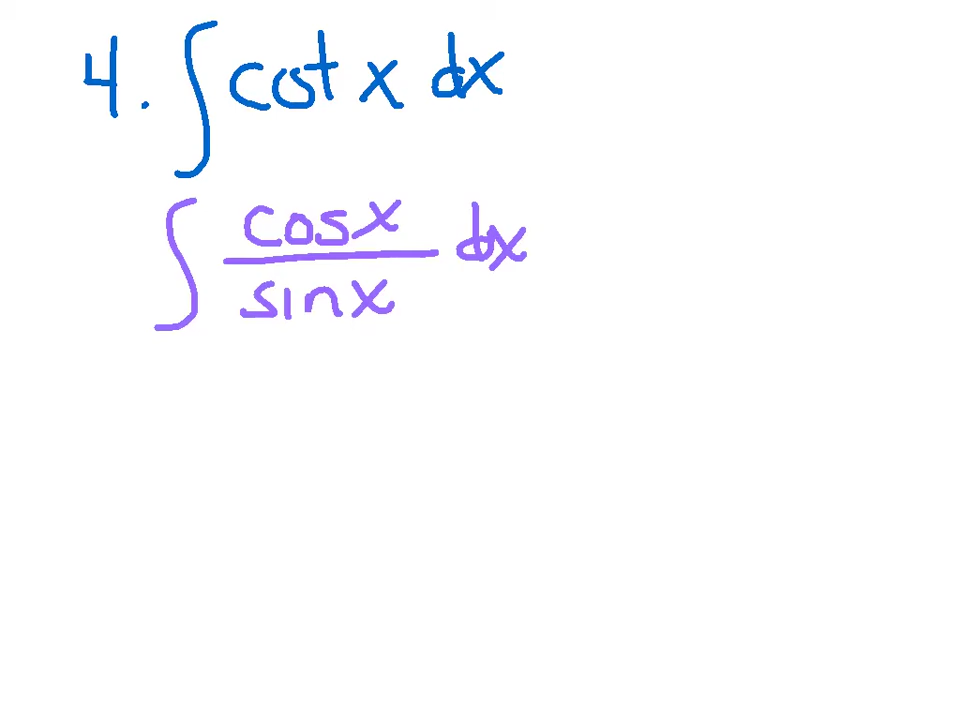 4. ∫ cot x dx
∫ cosx/sinx dx